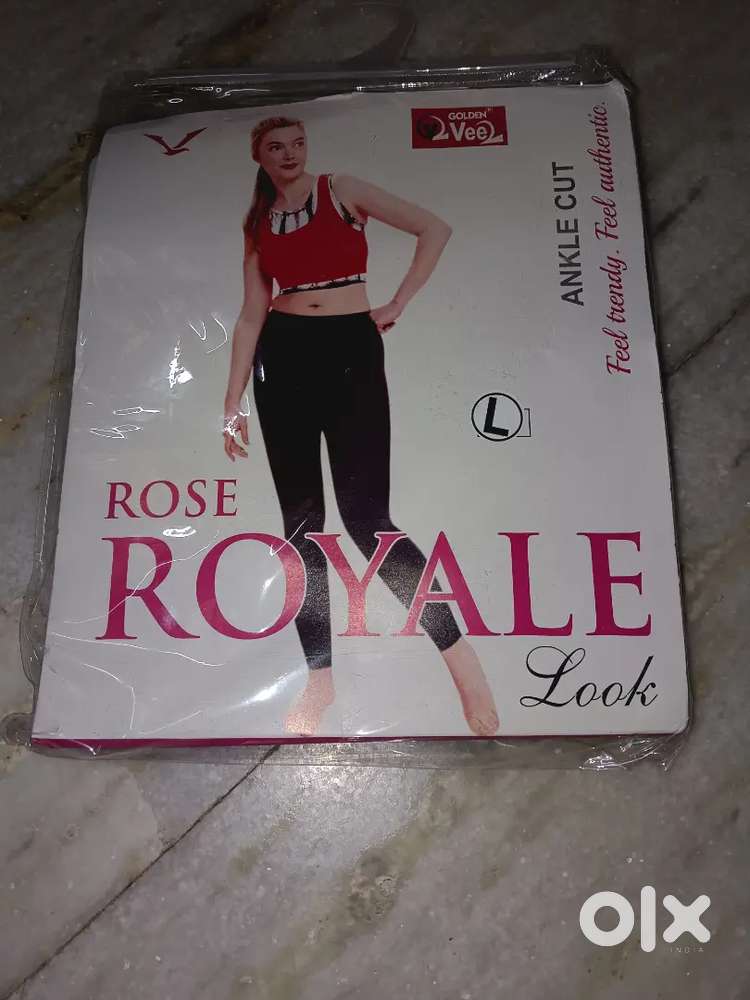 GOLDEN
Vee
ANKLE CUT
Feel trendy. Feel authentic.
L
ROSE
ROYALE
Look
olx
INDIA